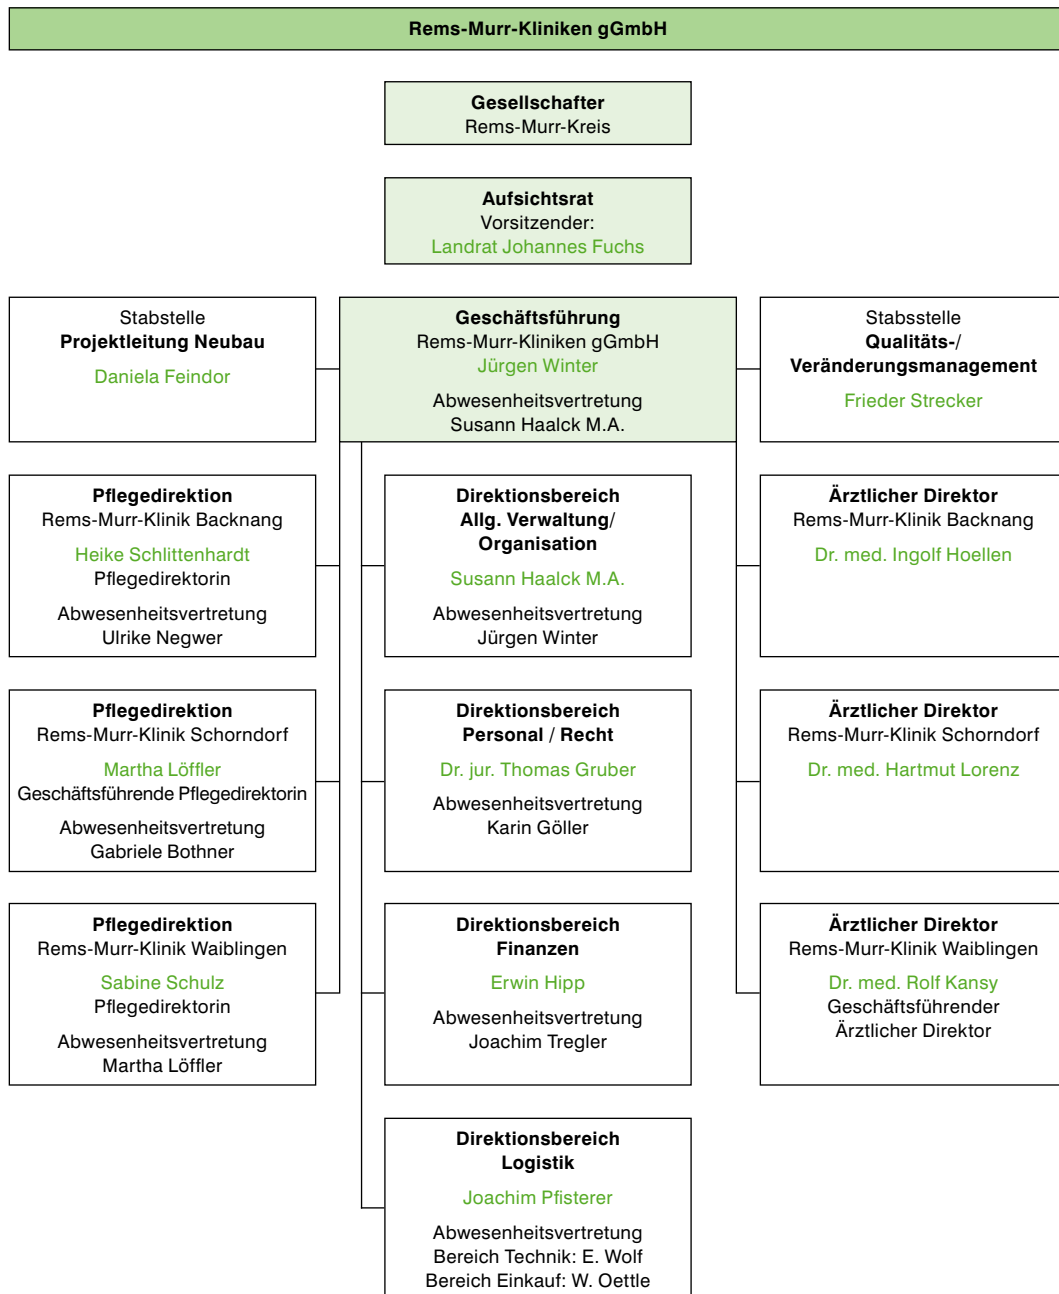 Rems-Murr-Kliniken gGmbH
Gesellschafter
Rems-Murr-Kreis
Aufsichtsrat
Vorsitzender:
Landrat Johannes Fuchs
Stabstelle
Projektleitung Neubau
Daniela Feindor
Geschäftsführung
Rems-Murr-Kliniken gGmbH
Jürgen Winter
Abwesenheitsvertretung
Susann Haalck M.A.
Stabsstelle
Qualitäts-/
Veränderungsmanagement
Frieder Strecker
Pflegedirektion
Rems-Murr-Klinik Backnang
Heike Schlittenhardt
Pflegedirektorin
Abwesenheitsvertretung
Ulrike Negwer
Direktionsbereich
Allg. Verwaltung/
Organisation
Susann Haalck M.A.
Abwesenheitsvertretung
Jürgen Winter
Ärztlicher Direktor
Rems-Murr-Klinik Backnang
Dr. med. Ingolf Hoellen
Pflegedirektion
Rems-Murr-Klinik Schorndorf
Martha Löffler
Geschäftsführende Pflegedirektorin
Abwesenheitsvertretung
Gabriele Bothner
Direktionsbereich
Personal / Recht
Dr. jur. Thomas Gruber
Abwesenheitsvertretung
Karin Göller
Ärztlicher Direktor
Rems-Murr-Klinik Schorndorf
Dr. med. Hartmut Lorenz
Pflegedirektion
Rems-Murr-Klinik Waiblingen
Sabine Schulz
Pflegedirektorin
Abwesenheitsvertretung
Martha Löffler
Direktionsbereich
Finanzen
Erwin Hipp
Abwesenheitsvertretung
Joachim Tregler
Ärztlicher Direktor
Rems-Murr-Klinik Waiblingen
Dr. med. Rolf Kansy
Geschäftsführender
Ärztlicher Direktor
Direktionsbereich
Logistik
Joachim Pfisterer
Abwesenheitsvertretung
Bereich Technik: E. Wolf
Bereich Einkauf: W. Oettle